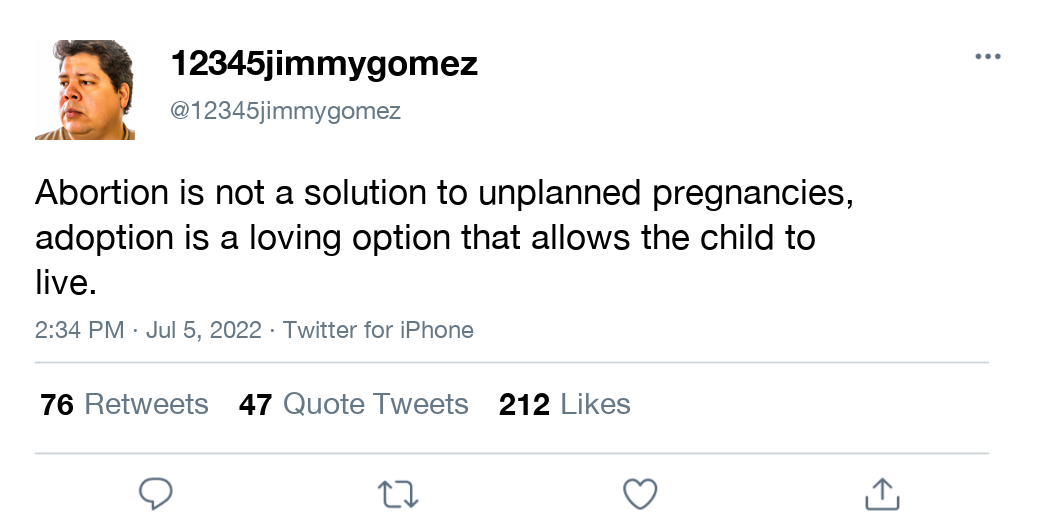 12345jimmygomez
@12345jimmygomez
Abortion is not a solution to unplanned pregnancies,
adoption is a loving option that allows the child to
live.
2:34 PM · Jul 5, 2022 · Twitter for iPhone
76 Retweets 47 Quote Tweets 212 Likes